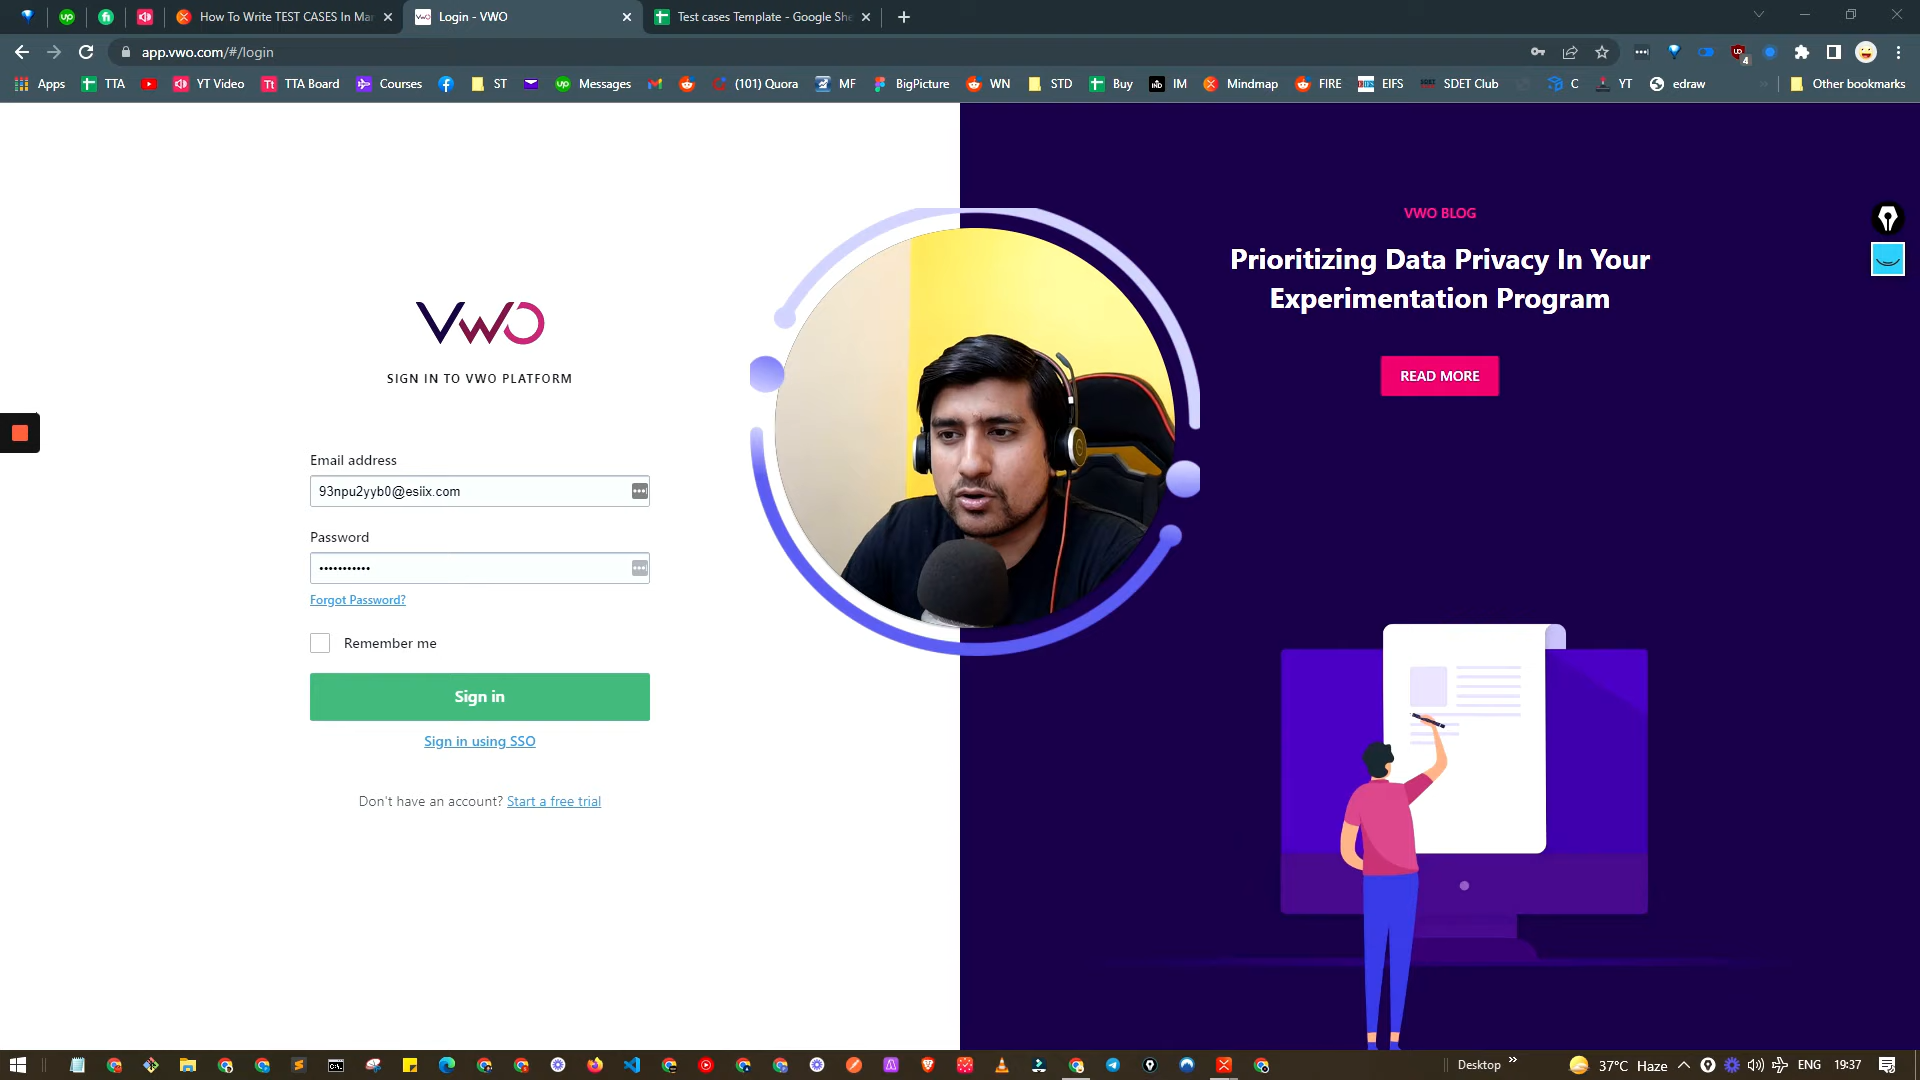 How To Write TEST CASES In Mar
Login - VWO
Test cases Template - Google She
app.vwo.com/#/login
Apps
TTA
YT Video
TTA Board
Courses
ST
Messages
(101) Quora
MF
BigPicture
WN
STD
Buy
IM
Mindmap
FIRE
EIFS
SDET Club
C
YT
edraw
Other bookmarks
VWO
SIGN IN TO VWO PLATFORM
Email address
93npu2yyb0@esiix.com
Password
Forgot Password?
Remember me
Sign in
Sign in using SSO
Don't have an account? Start a free trial
VWO BLOG
Prioritizing Data Privacy In Your
Experimentation Program
READ MORE
Desktop
37°C Haze
ENG
19:37